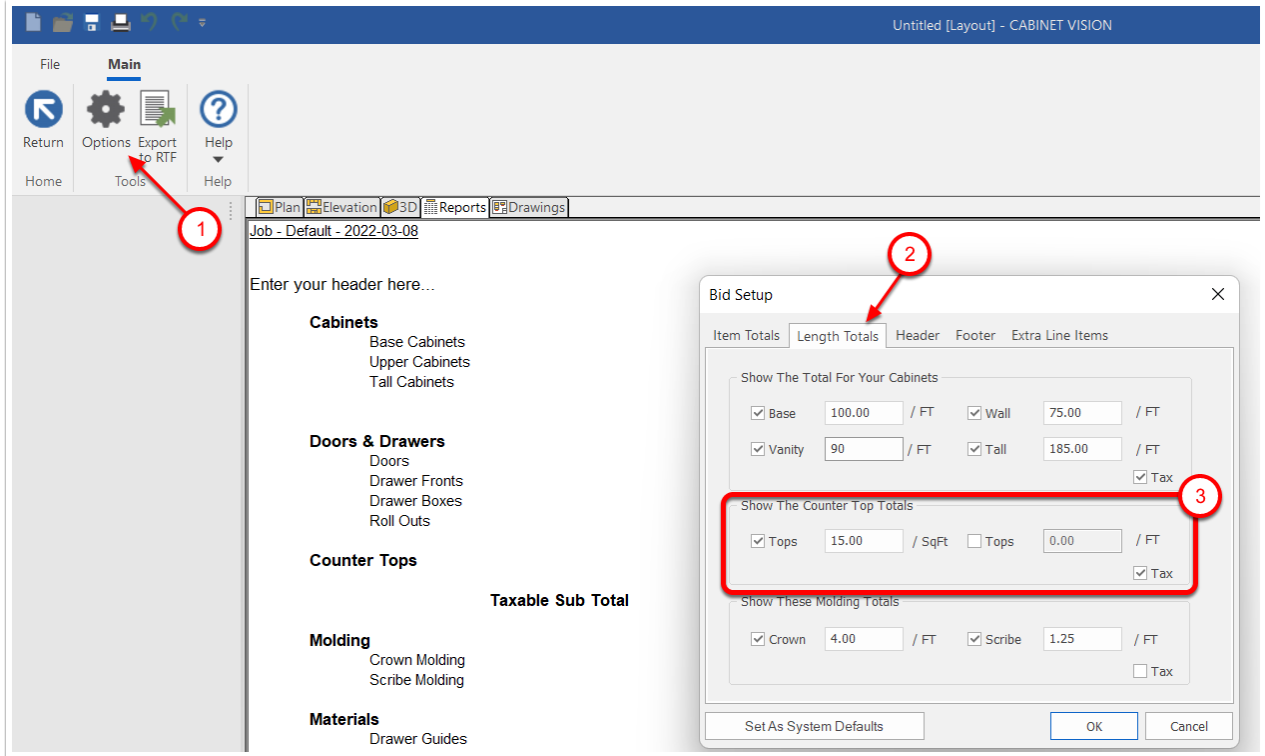 Untitled [Layout] - CABINET VISION
File Main
Return Options Export to RTF Help
Home Tools Help
1
Plan Elevation 3D Reports Drawings
Job - Default - 2022-03-08
2
Enter your header here...
Cabinets
Base Cabinets
Upper Cabinets
Tall Cabinets
Doors & Drawers
Doors
Drawer Fronts
Drawer Boxes
Roll Outs
Counter Tops
Taxable Sub Total
Molding
Crown Molding
Scribe Molding
Materials
Drawer Guides
Bid Setup
Item Totals Length Totals Header Footer Extra Line Items
Show The Total For Your Cabinets
Base 100.00 / FT Wall 75.00 / FT
Vanity 90 / FT Tall 185.00 / FT
Tax
3
Show The Counter Top Totals
Tops 15.00 / SqFt Tops 0.00 / FT
Tax
Show These Molding Totals
Crown 4.00 / FT Scribe 1.25 / FT
Tax
Set As System Defaults OK Cancel